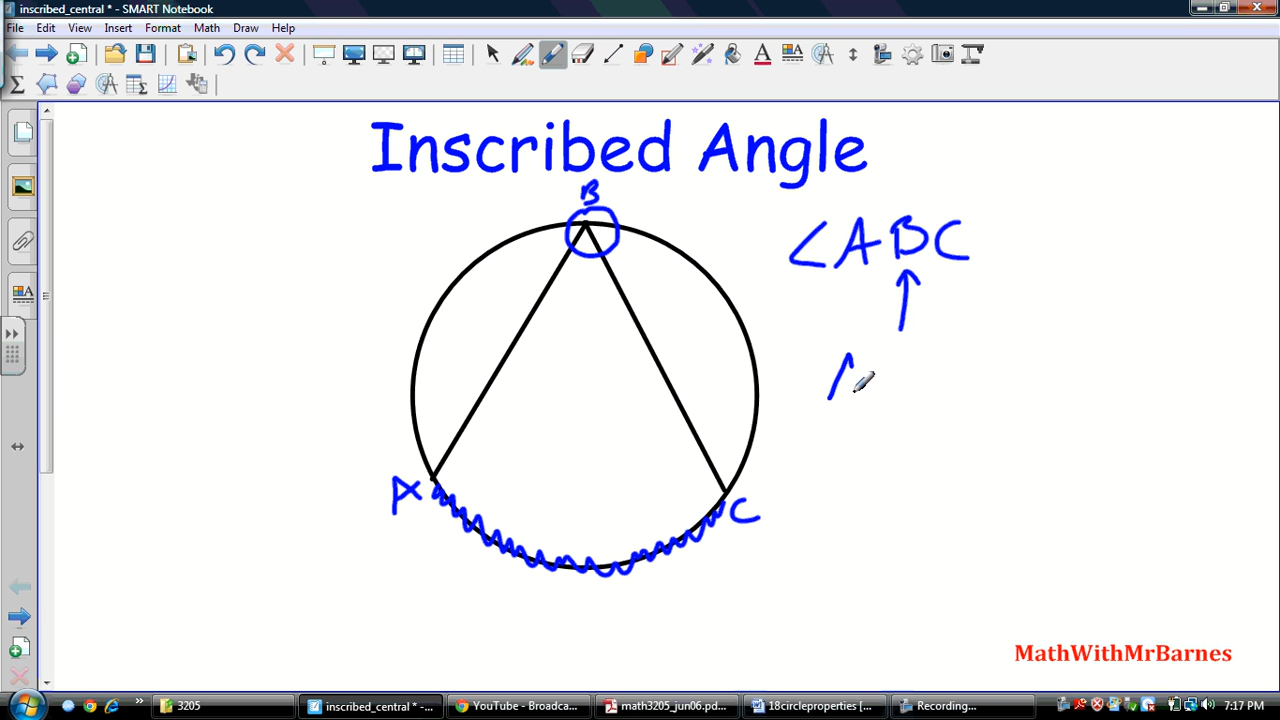 inscribed_central * - SMART Notebook
File Edit View Insert Format Math Draw Help
Inscribed Angle
B
∠ABC
A
C
MathWithMrBarnes
3205
inscribed_central * -...
YouTube - Broadca...
math3205_jun06.pd...
18circleproperties [...
Recording...
7:17 PM